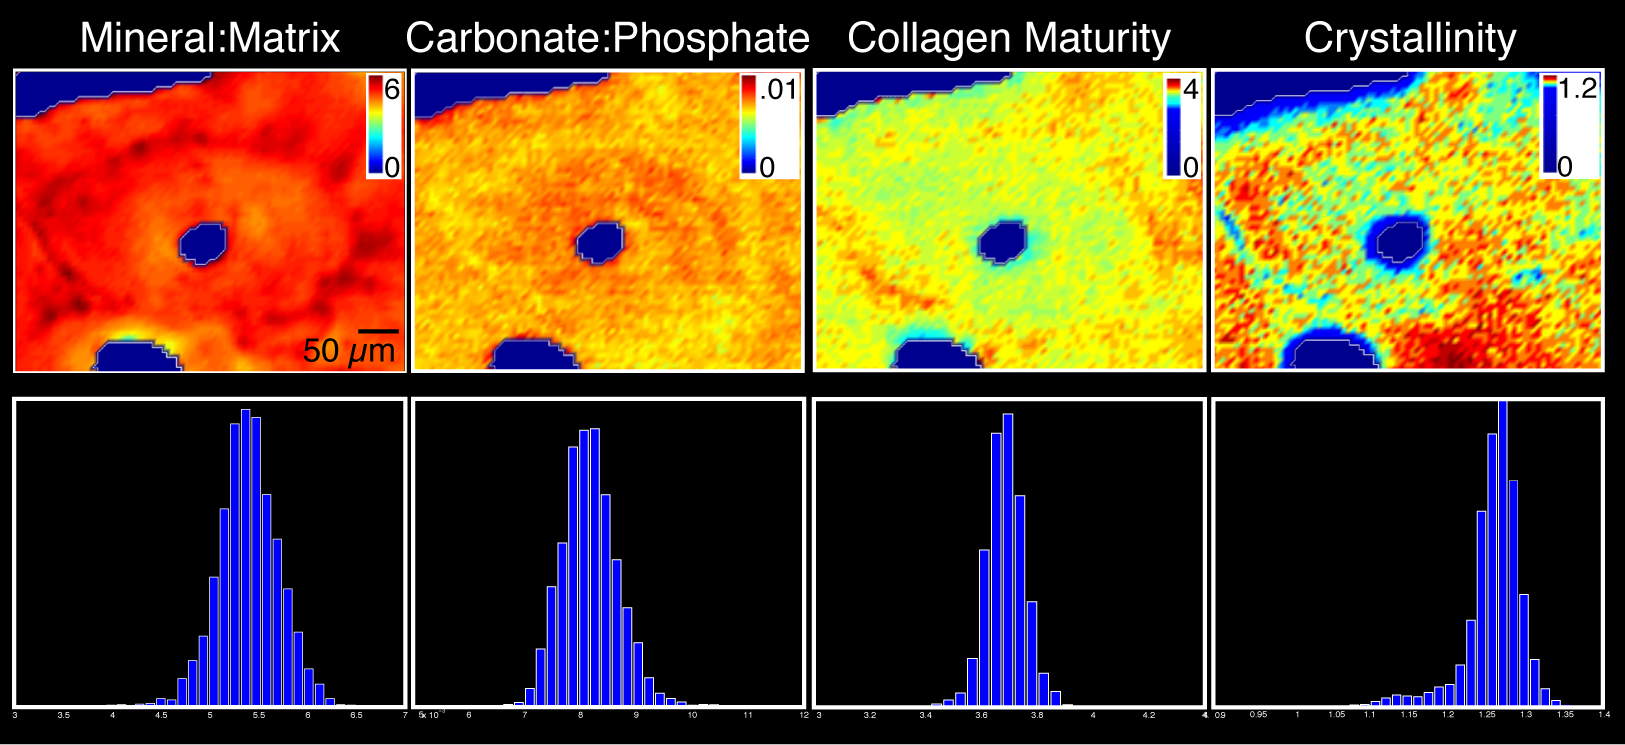 Mineral:Matrix Carbonate:Phosphate Collagen Maturity Crystallinity
6 .01 4 1.2
0 0 0 0
50 µm
3 3.5 4 4.5 5 5.5 6 6.5 7
6 7 8 9 10 11 12
x 10⁻³
3 3.2 3.4 3.6 3.8 4 4.2
09 0.95 1 1.05 1.1 1.15 1.2 1.25 1.3 1.35 1.4